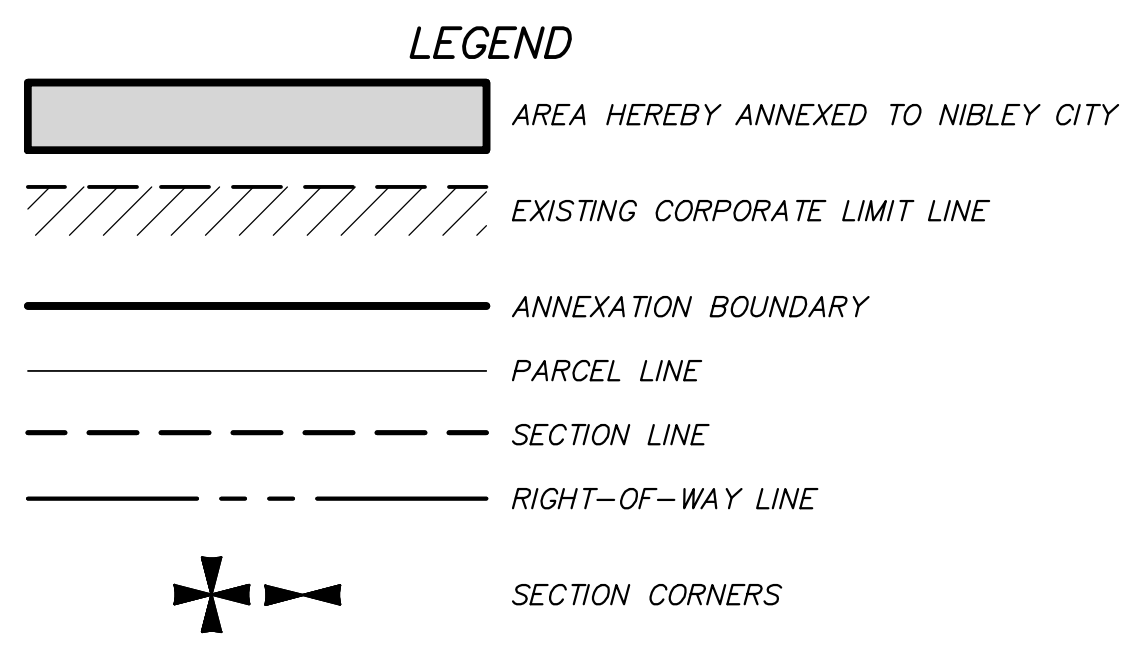 LEGEND
AREA HEREBY ANNEXED TO NIBLEY CITY
EXISTING CORPORATE LIMIT LINE
ANNEXATION BOUNDARY
PARCEL LINE
SECTION LINE
RIGHT-OF-WAY LINE
SECTION CORNERS